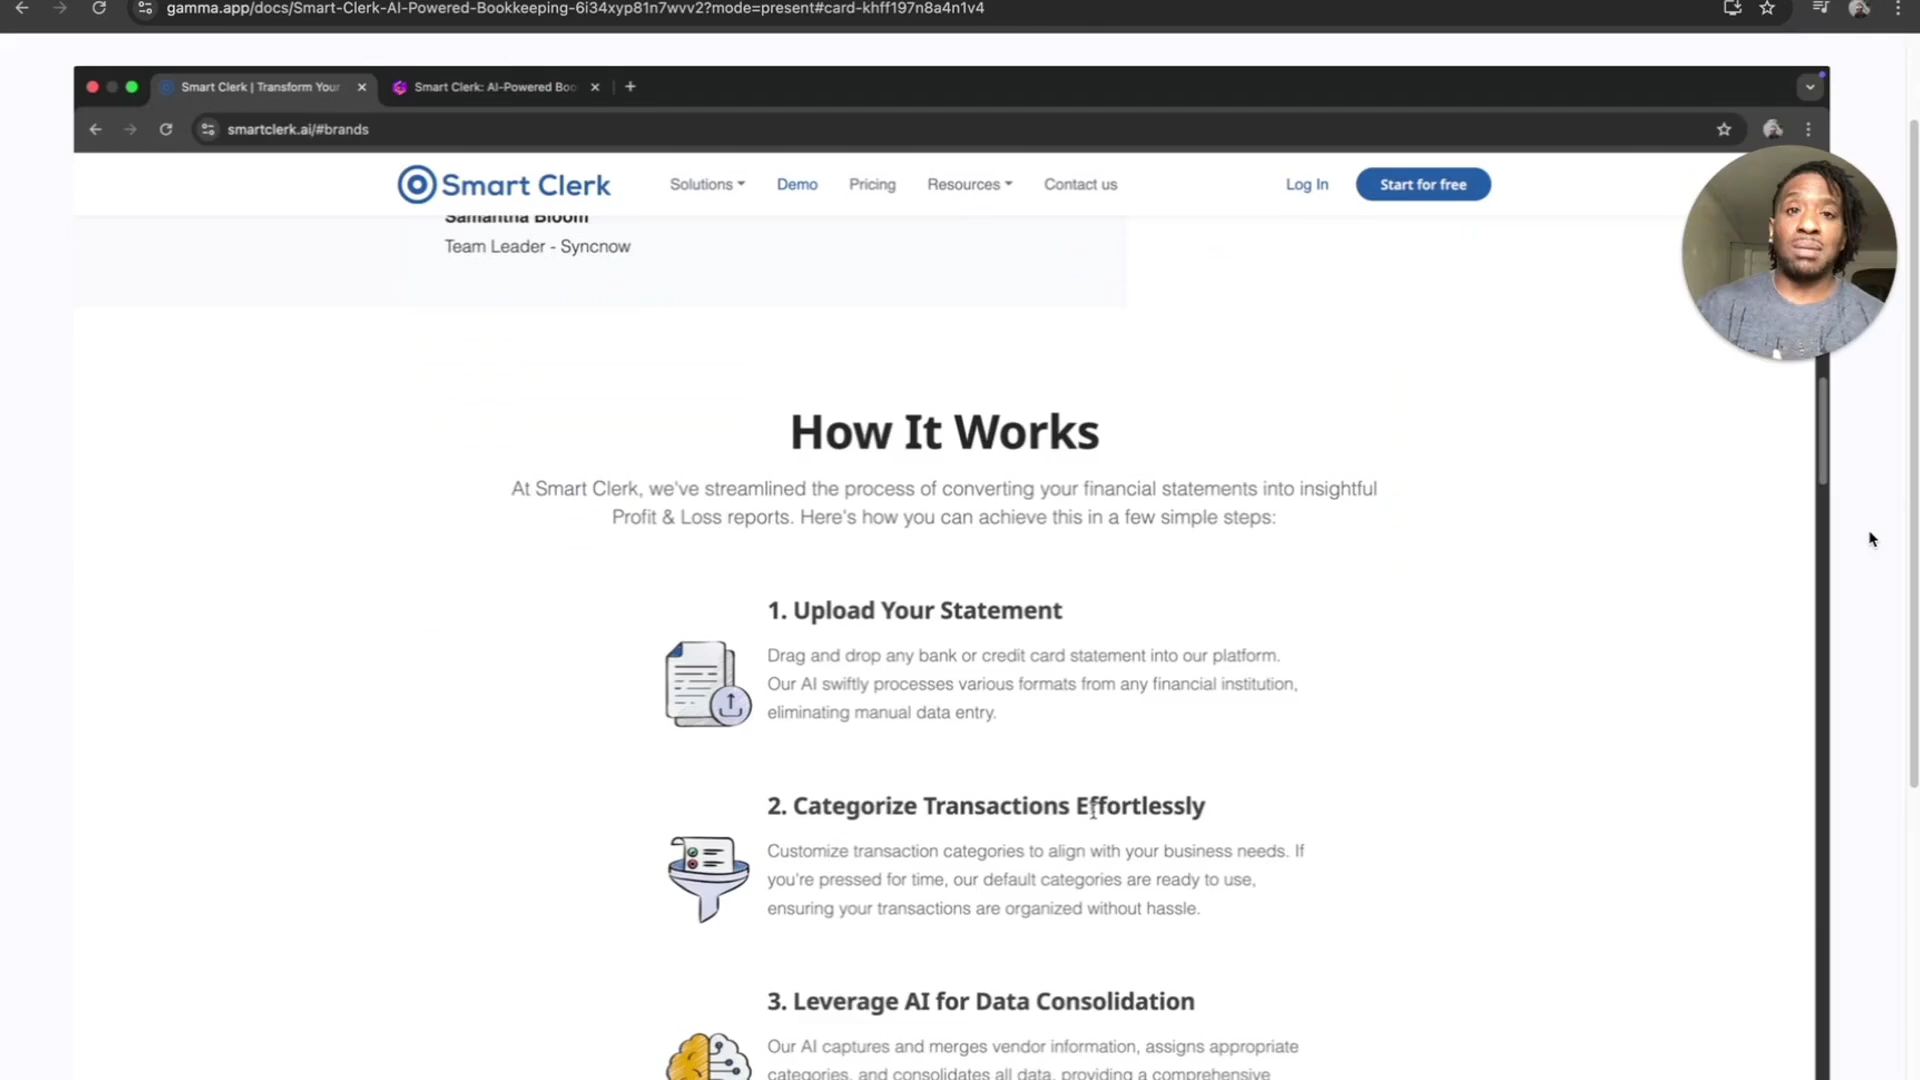 gamma.app/docs/Smart-Clerk-AI-Powered-Bookkeeping-6i34xyp81n7wvv2?mode=present#card-khff197n8a4n1v4
Smart Clerk | Transform Your
Smart Clerk: AI-Powered Boo
smartclerk.ai/#brands
Smart Clerk
Solutions
Demo
Pricing
Resources
Contact us
Log In
Start for free
Samantha Bloom
Team Leader - Syncnow
How It Works
At Smart Clerk, we've streamlined the process of converting your financial statements into insightful
Profit & Loss reports. Here's how you can achieve this in a few simple steps:
1. Upload Your Statement
Drag and drop any bank or credit card statement into our platform.
Our AI swiftly processes various formats from any financial institution,
eliminating manual data entry.
2. Categorize Transactions Effortlessly
Customize transaction categories to align with your business needs. If
you're pressed for time, our default categories are ready to use,
ensuring your transactions are organized without hassle.
3. Leverage AI for Data Consolidation
Our AI captures and merges vendor information, assigns appropriate
categories, and consolidates all data, providing a comprehensive